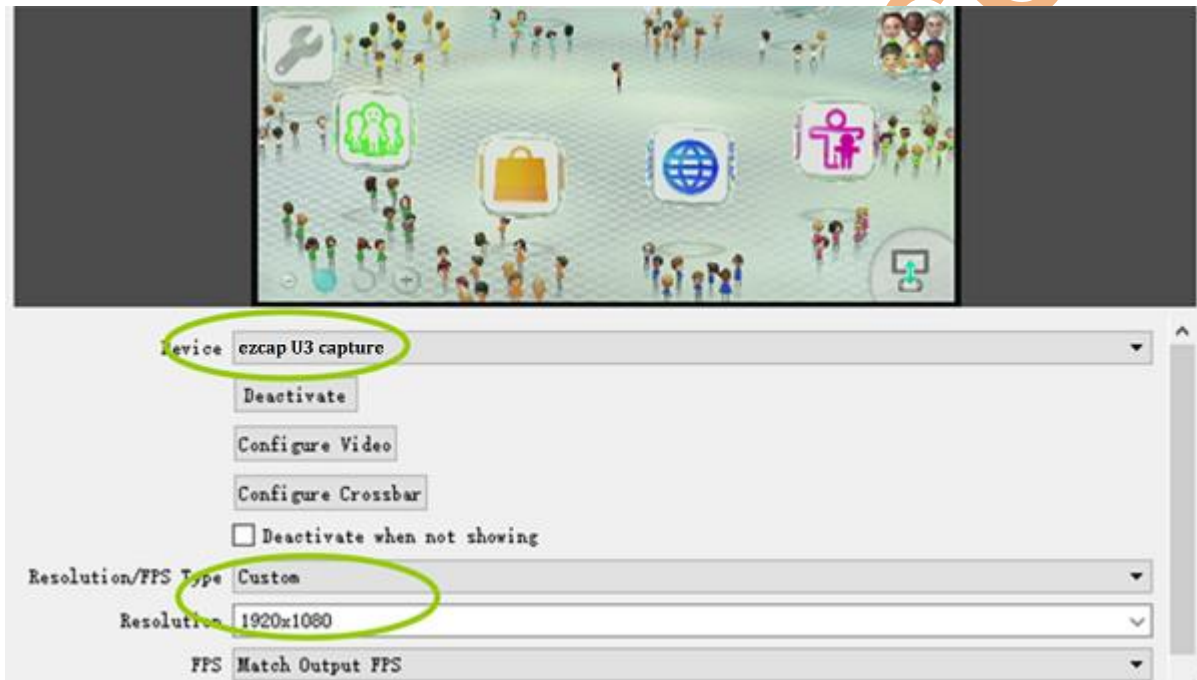 Device ezcap U3 capture
Deactivate
Configure Video
Configure Crossbar
Deactivate when not showing
Resolution/FPS Type Custom
Resolution 1920x1080
FPS Match Output FPS